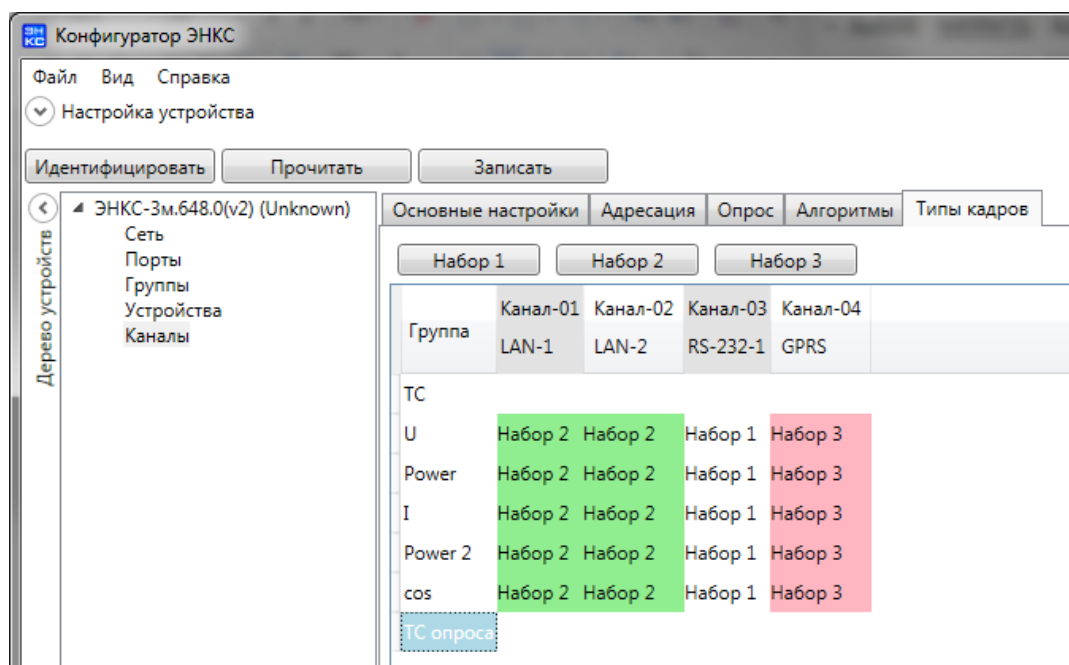 ЭН
КС
Конфигуратор ЭНКС
Файл Вид Справка
Настройка устройства
Идентифицировать Прочитать Записать
Дерево устройств
ЭНКС-3м.648.0(v2) (Unknown)
Сеть
Порты
Группы
Устройства
Каналы
Основные настройки Адресация Опрос Алгоритмы Типы кадров
Набор 1 Набор 2 Набор 3
Группа
Канал-01 Канал-02 Канал-03 Канал-04
LAN-1 LAN-2 RS-232-1 GPRS
ТС
U Набор 2 Набор 2 Набор 1 Набор 3
Power Набор 2 Набор 2 Набор 1 Набор 3
I Набор 2 Набор 2 Набор 1 Набор 3
Power 2 Набор 2 Набор 2 Набор 1 Набор 3
cos Набор 2 Набор 2 Набор 1 Набор 3
ТС опроса